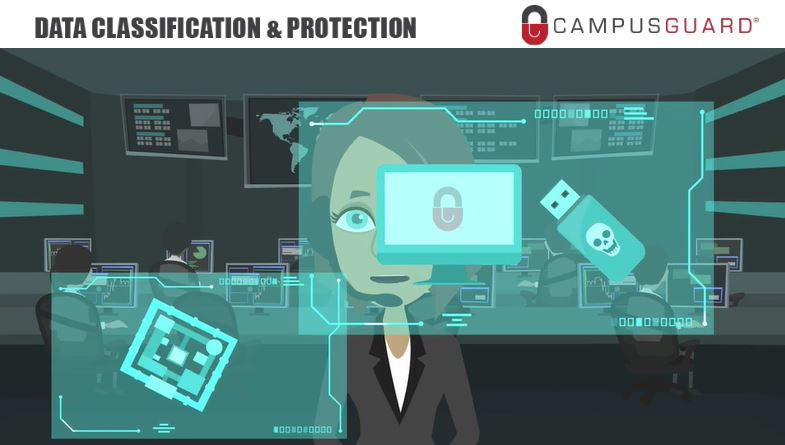 DATA CLASSIFICATION & PROTECTION
CAMPUSGUARD®